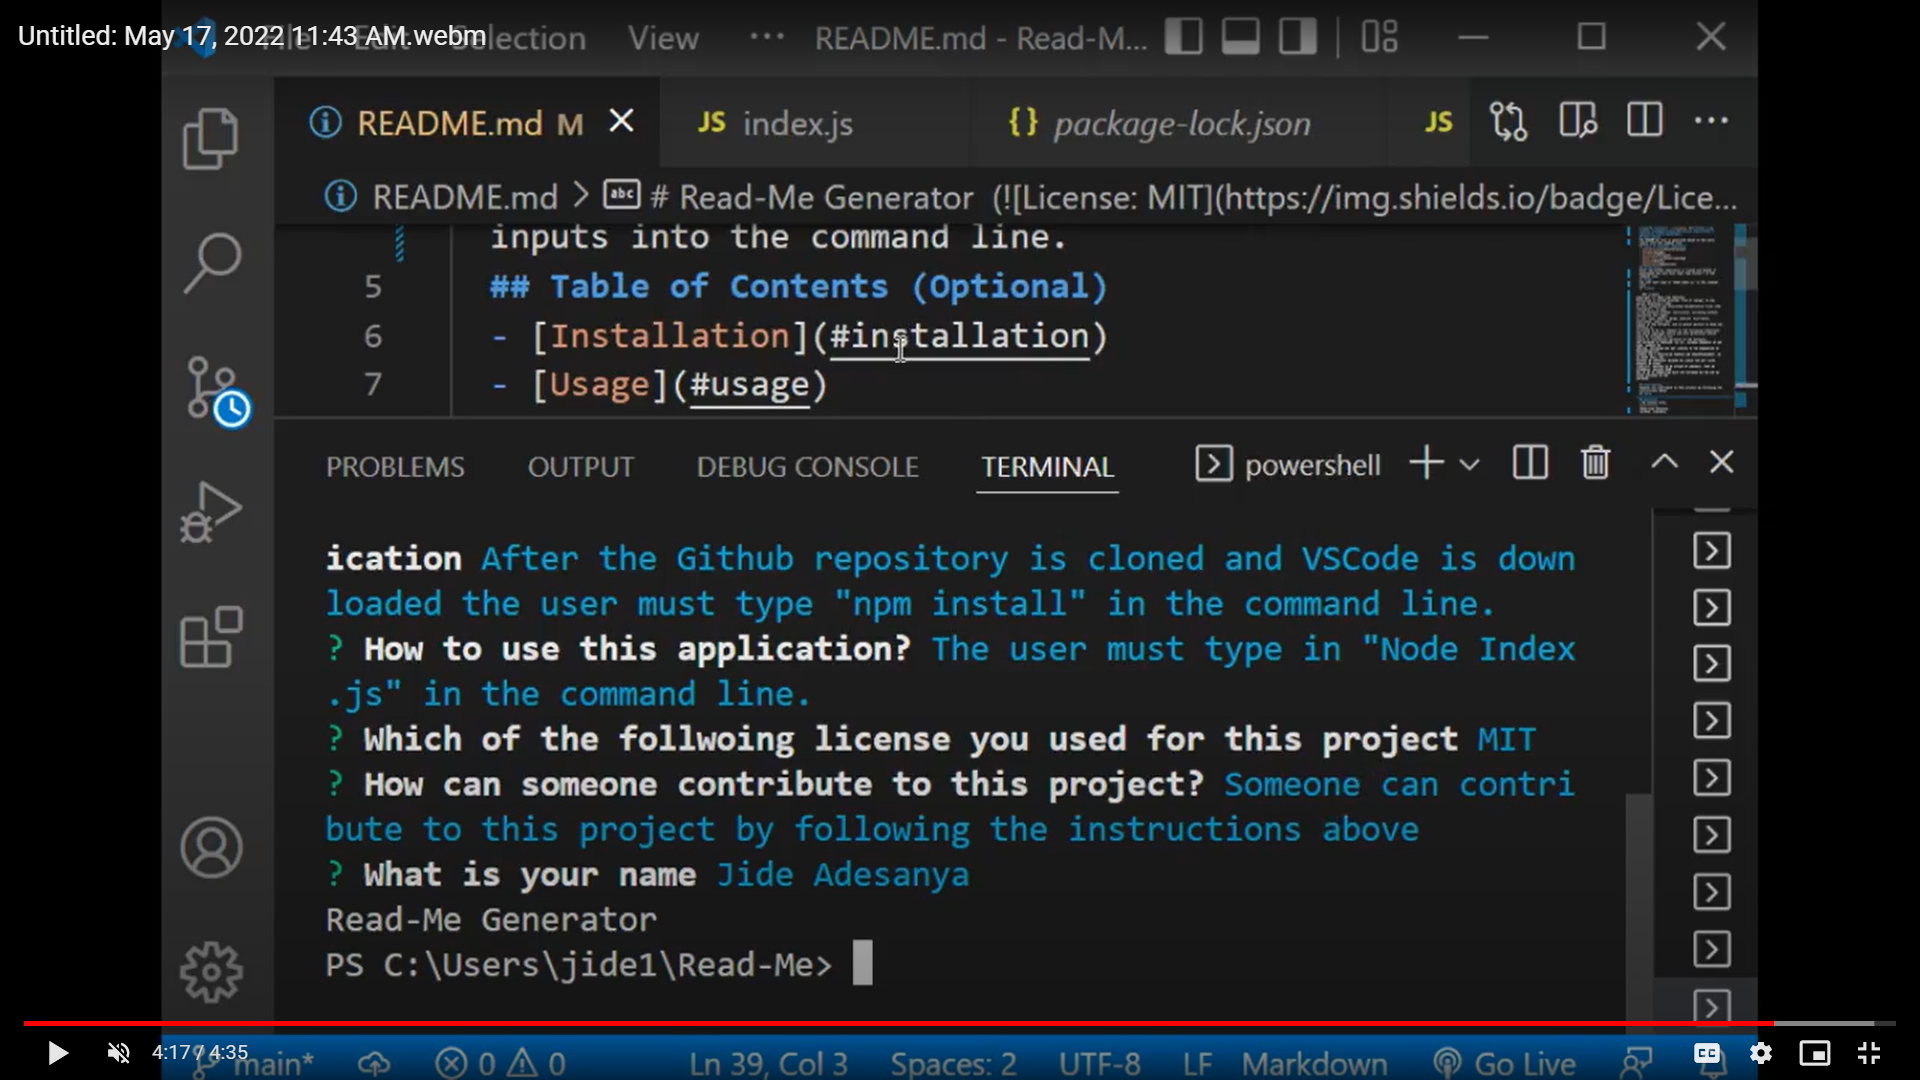 Untitled: May 17, 2022 11:43 AM.webm
File Edit Selection View ··· README.md - Read-M...
README.md M JS index.js {} package-lock.json JS
README.md > abc # Read-Me Generator (![License: MIT](https://img.shields.io/badge/Lice...
inputs into the command line.
5 ## Table of Contents (Optional)
6 - [Installation](#installation)
7 - [Usage](#usage)
PROBLEMS OUTPUT DEBUG CONSOLE TERMINAL powershell
ication After the Github repository is cloned and VSCode is down
loaded the user must type "npm install" in the command line.
? How to use this application? The user must type in "Node Index
.js" in the command line.
? Which of the follwoing license you used for this project MIT
? How can someone contribute to this project? Someone can contri
bute to this project by following the instructions above
? What is your name Jide Adesanya
Read-Me Generator
PS C:\Users\jide1\Read-Me>
4:17 / 4:35 CC
main* 0 0 Ln 39, Col 3 Spaces: 2 UTF-8 LF Markdown Go Live